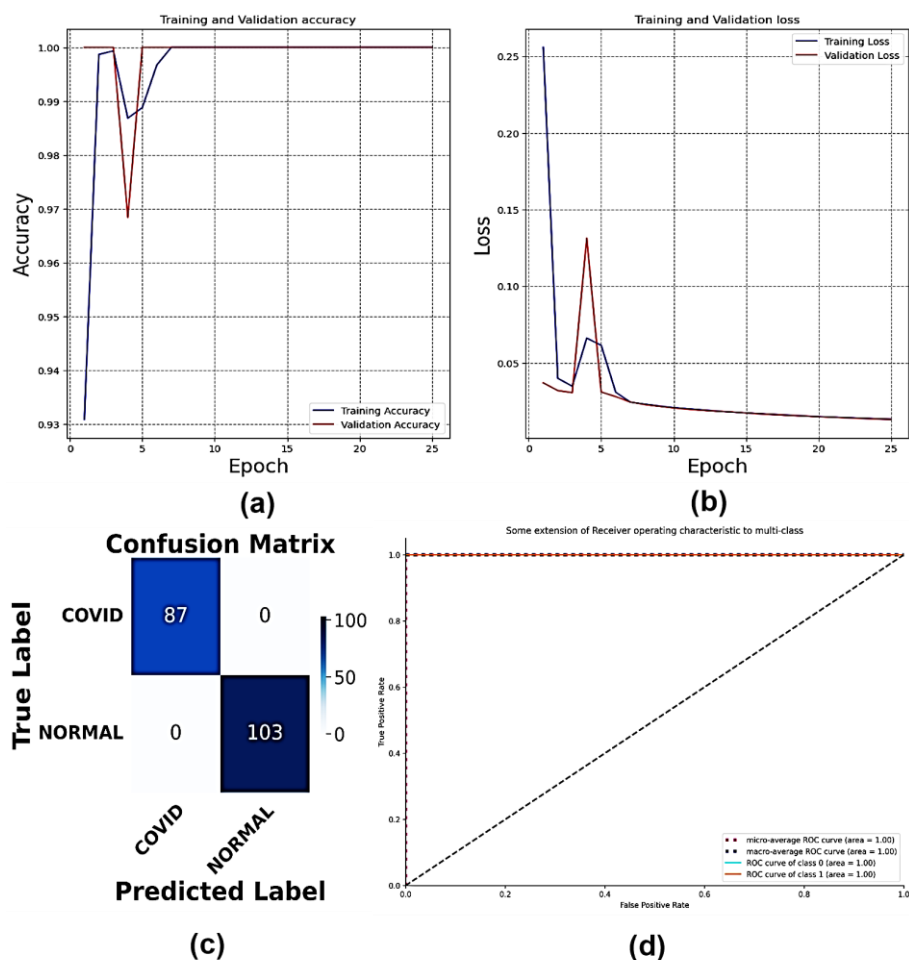 Training and Validation accuracy
1.00
0.99
0.98
0.97
0.96
0.95
0.94
0.93
Accuracy
Training Accuracy
Validation Accuracy
0 5 10 15 20 25
Epoch
(a)
Training and Validation loss
0.25
0.20
0.15
0.10
0.05
Loss
Training Loss
Validation Loss
0 5 10 15 20 25
Epoch
(b)
Confusion Matrix
True Label
COVID 87 0
NORMAL 0 103
100
50
0
COVID NORMAL
Predicted Label
(c)
Some extension of Receiver operating characteristic to multi-class
1.0
0.8
0.6
0.4
0.2
0.0
True Positive Rate
micro-average ROC curve (area = 1.00)
macro-average ROC curve (area = 1.00)
ROC curve of class 0 (area = 1.00)
ROC curve of class 1 (area = 1.00)
0.0 0.2 0.4 0.6 0.8 1.0
False Positive Rate
(d)